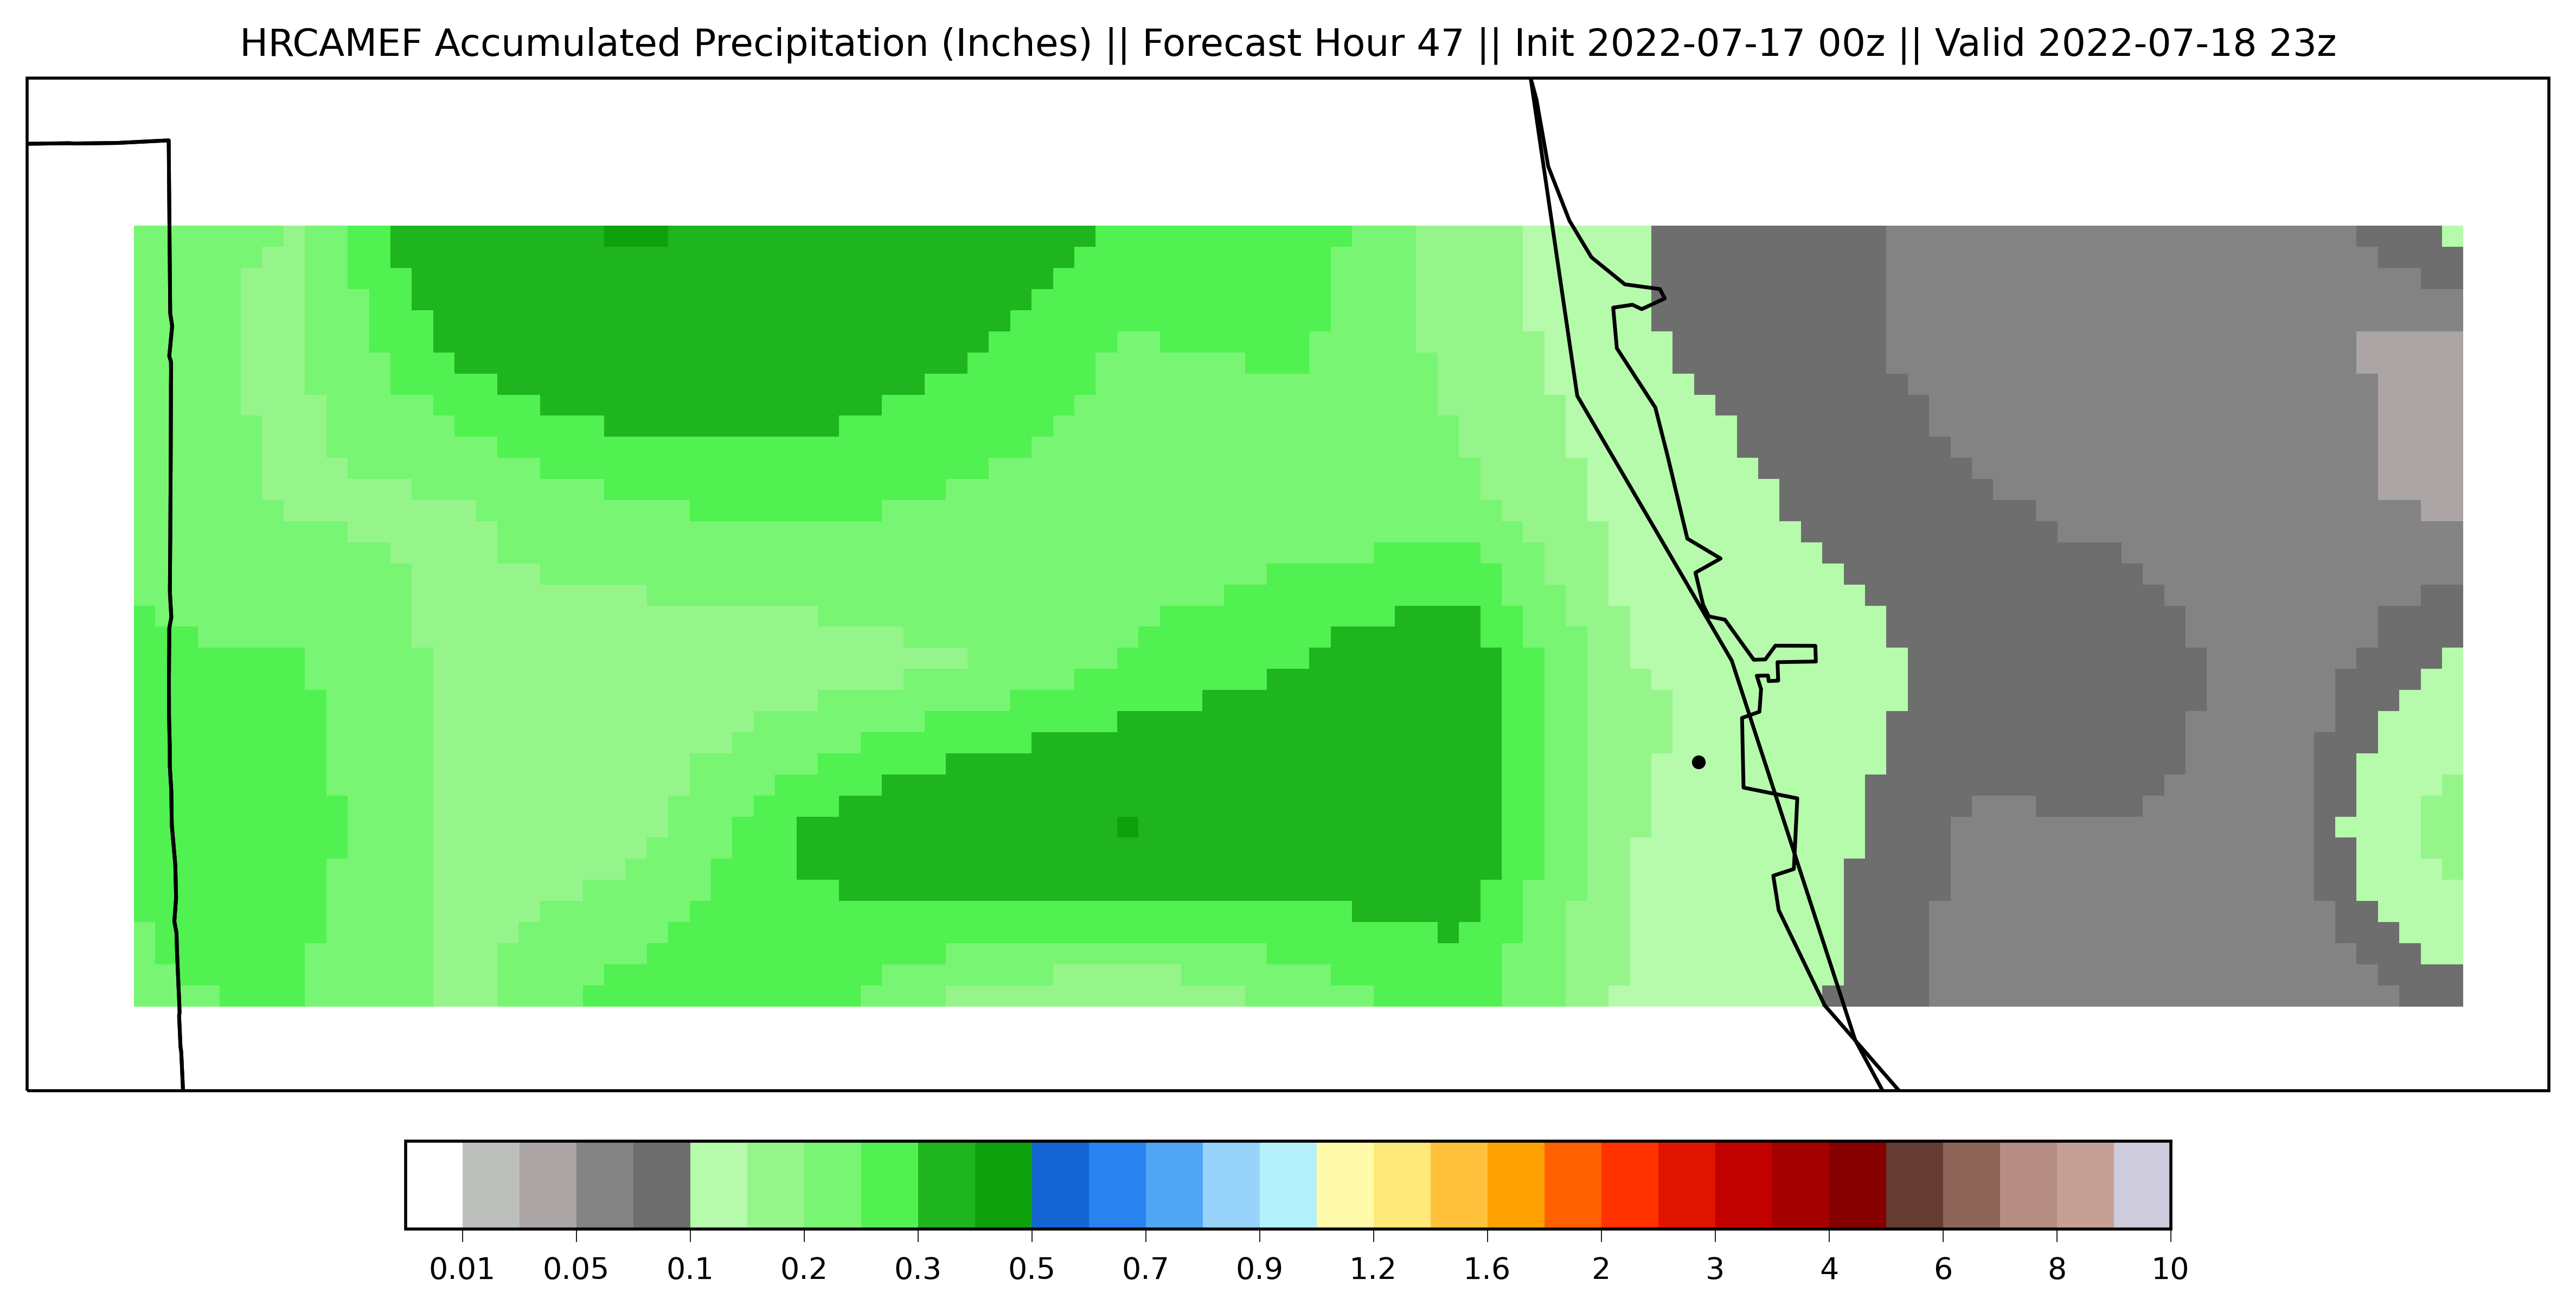 HRCAMEF Accumulated Precipitation (Inches) || Forecast Hour 47 || Init 2022-07-17 00z || Valid 2022-07-18 23z
0.01 0.05 0.1 0.2 0.3 0.5 0.7 0.9 1.2 1.6 2 3 4 6 8 10